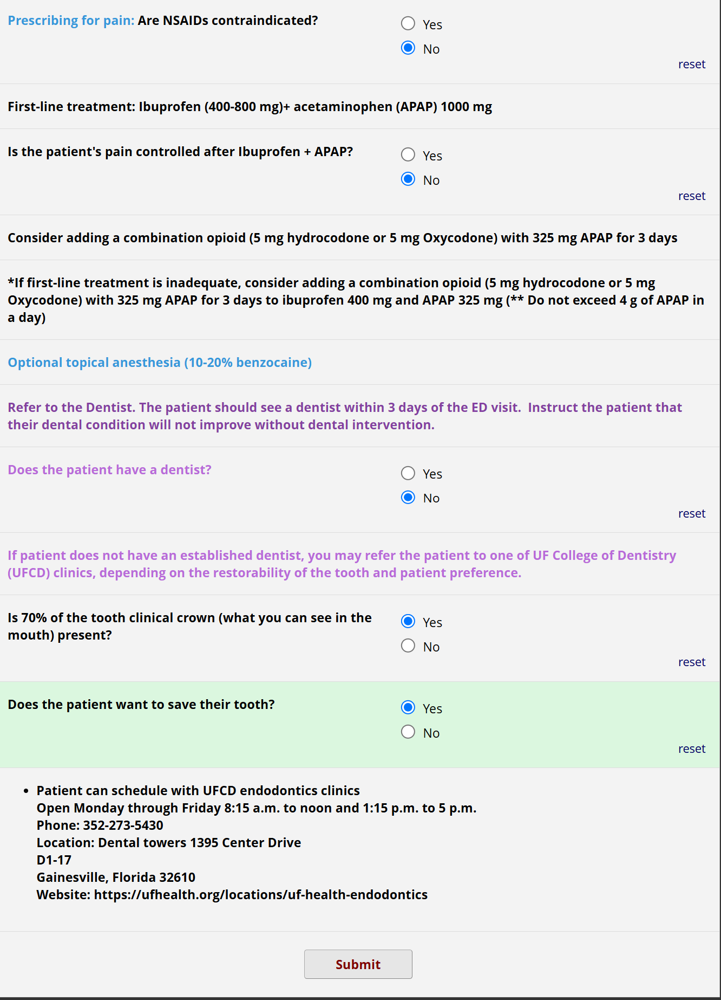 Prescribing for pain: Are NSAIDs contraindicated?
Yes
No
reset
First-line treatment: Ibuprofen (400-800 mg)+ acetaminophen (APAP) 1000 mg
Is the patient's pain controlled after Ibuprofen + APAP?
Yes
No
reset
Consider adding a combination opioid (5 mg hydrocodone or 5 mg Oxycodone) with 325 mg APAP for 3 days
*If first-line treatment is inadequate, consider adding a combination opioid (5 mg hydrocodone or 5 mg
Oxycodone) with 325 mg APAP for 3 days to ibuprofen 400 mg and APAP 325 mg (** Do not exceed 4 g of APAP in
a day)
Optional topical anesthesia (10-20% benzocaine)
Refer to the Dentist. The patient should see a dentist within 3 days of the ED visit. Instruct the patient that
their dental condition will not improve without dental intervention.
Does the patient have a dentist?
Yes
No
reset
If patient does not have an established dentist, you may refer the patient to one of UF College of Dentistry
(UFCD) clinics, depending on the restorability of the tooth and patient preference.
Is 70% of the tooth clinical crown (what you can see in the
mouth) present?
Yes
No
reset
Does the patient want to save their tooth?
Yes
No
reset
• Patient can schedule with UFCD endodontics clinics
Open Monday through Friday 8:15 a.m. to noon and 1:15 p.m. to 5 p.m.
Phone: 352-273-5430
Location: Dental towers 1395 Center Drive
D1-17
Gainesville, Florida 32610
Website: https://ufhealth.org/locations/uf-health-endodontics
Submit